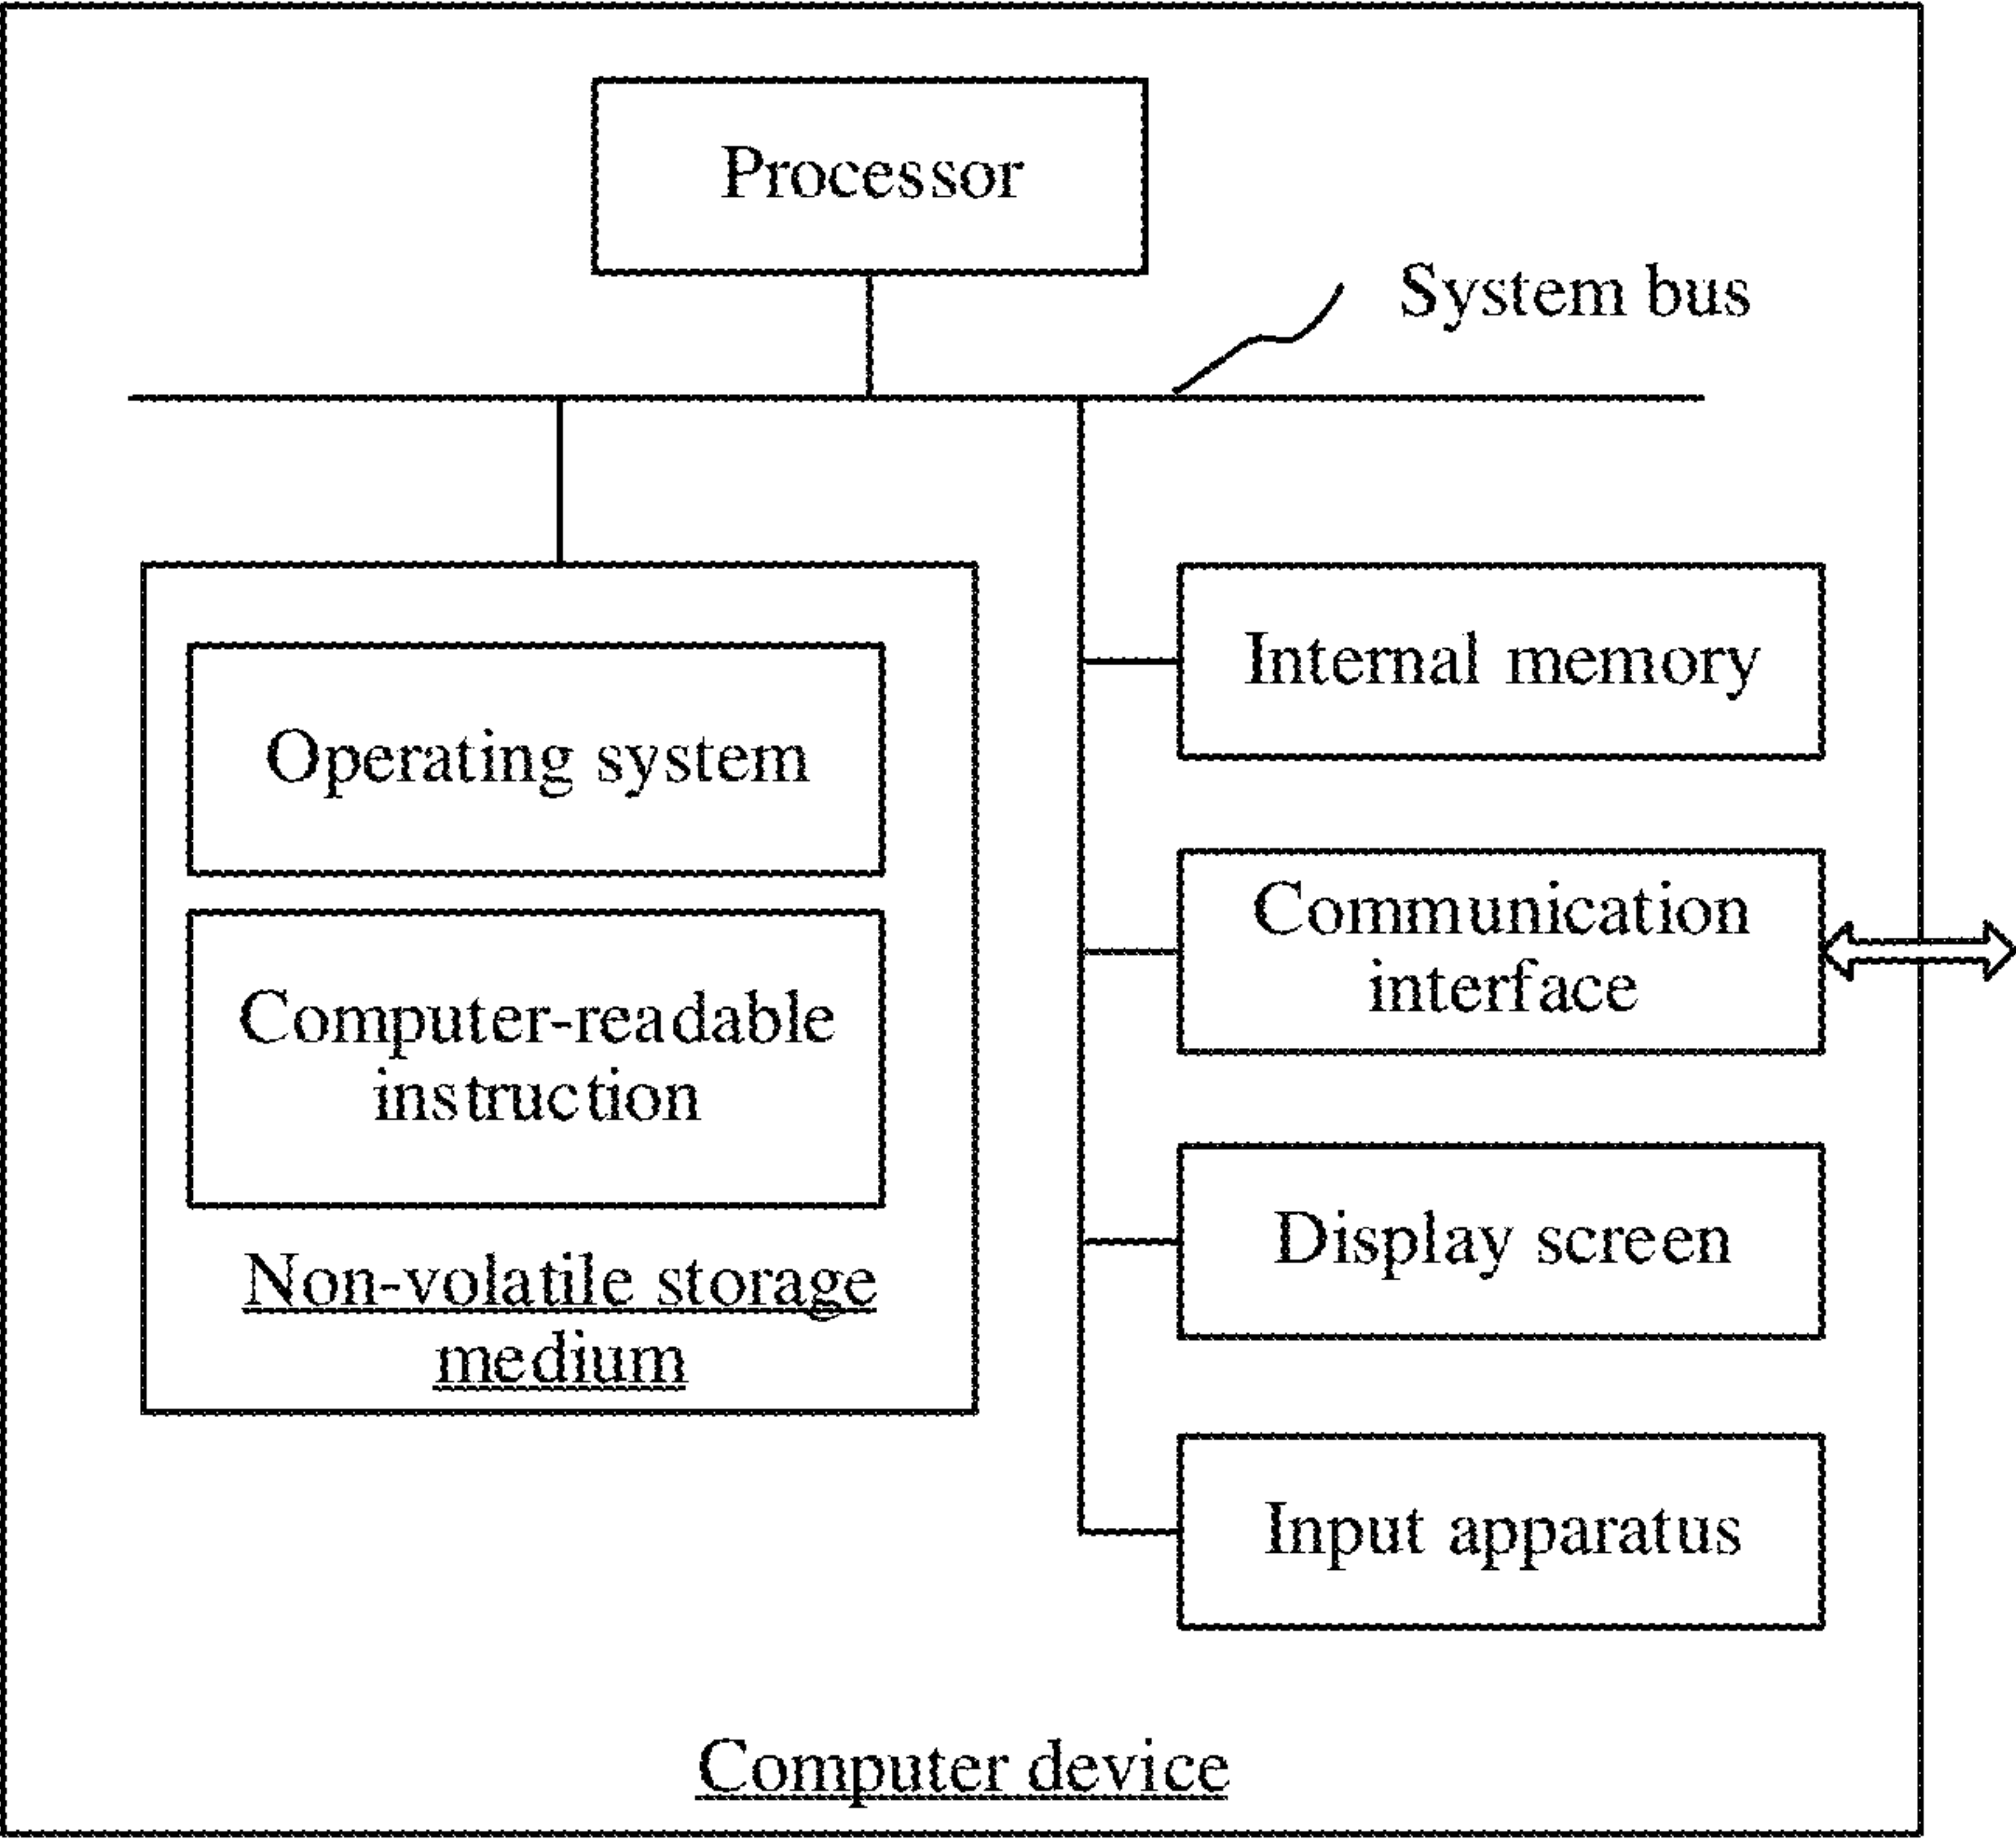 Processor
System bus
Operating system
Computer-readable
instruction
Non-volatile storage
medium
Internal memory
Communication
interface
Display screen
Input apparatus
Computer device